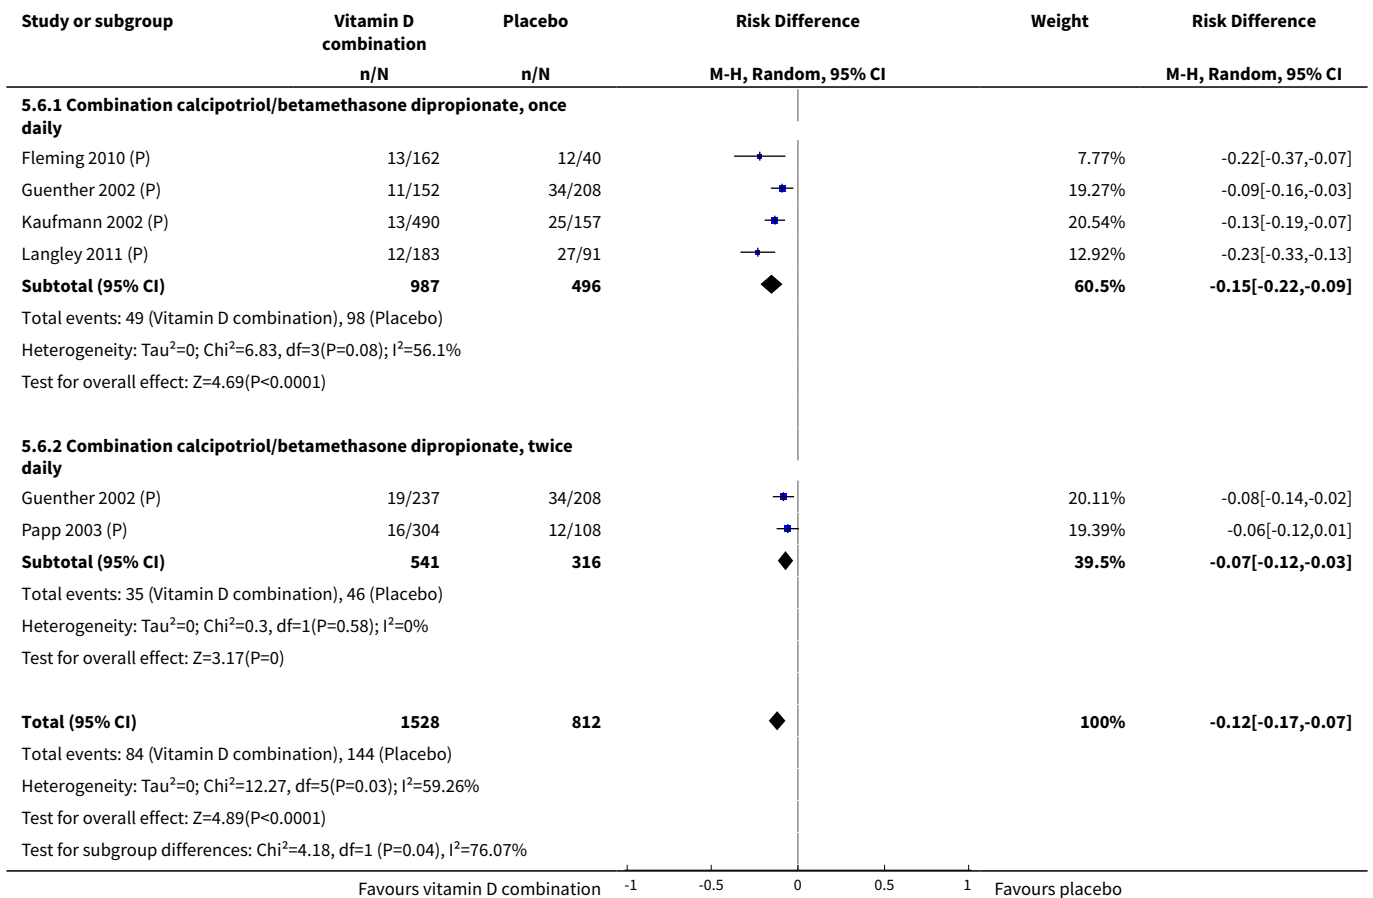 Study or subgroup Vitamin D combination Placebo Risk Difference Weight Risk Difference
n/N n/N M-H, Random, 95% CI M-H, Random, 95% CI
5.6.1 Combination calcipotriol/betamethasone dipropionate, once
daily
Fleming 2010 (P) 13/162 12/40 7.77% -0.22[-0.37,-0.07]
Guenther 2002 (P) 11/152 34/208 19.27% -0.09[-0.16,-0.03]
Kaufmann 2002 (P) 13/490 25/157 20.54% -0.13[-0.19,-0.07]
Langley 2011 (P) 12/183 27/91 12.92% -0.23[-0.33,-0.13]
Subtotal (95% CI) 987 496 60.5% -0.15[-0.22,-0.09]
Total events: 49 (Vitamin D combination), 98 (Placebo)
Heterogeneity: Tau²=0; Chi²=6.83, df=3(P=0.08); I²=56.1%
Test for overall effect: Z=4.69(P<0.0001)
5.6.2 Combination calcipotriol/betamethasone dipropionate, twice
daily
Guenther 2002 (P) 19/237 34/208 20.11% -0.08[-0.14,-0.02]
Papp 2003 (P) 16/304 12/108 19.39% -0.06[-0.12,0.01]
Subtotal (95% CI) 541 316 39.5% -0.07[-0.12,-0.03]
Total events: 35 (Vitamin D combination), 46 (Placebo)
Heterogeneity: Tau²=0; Chi²=0.3, df=1(P=0.58); I²=0%
Test for overall effect: Z=3.17(P=0)
Total (95% CI) 1528 812 100% -0.12[-0.17,-0.07]
Total events: 84 (Vitamin D combination), 144 (Placebo)
Heterogeneity: Tau²=0; Chi²=12.27, df=5(P=0.03); I²=59.26%
Test for overall effect: Z=4.89(P<0.0001)
Test for subgroup differences: Chi²=4.18, df=1 (P=0.04), I²=76.07%
Favours vitamin D combination -1 -0.5 0 0.5 1 Favours placebo